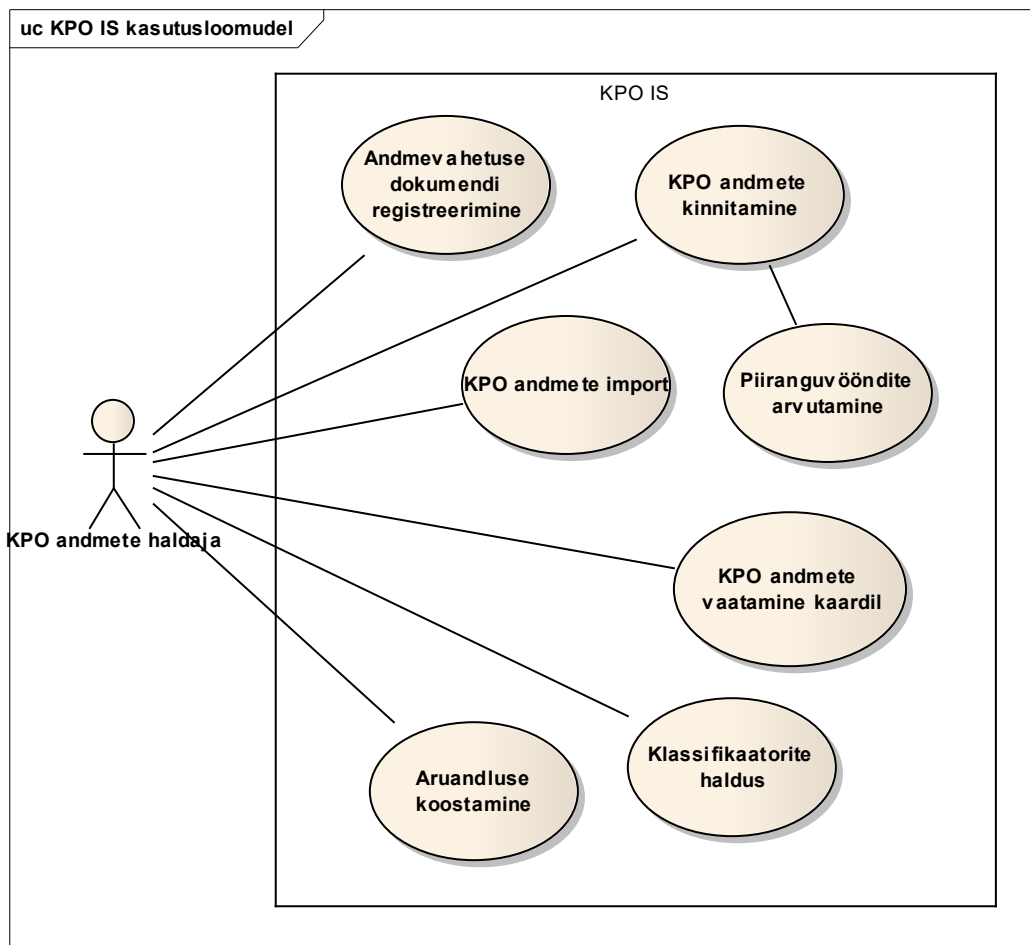 uc KPO IS kasutusloomudel
KPO IS
Andmevahetuse
dokumendi
registreerimine
KPO andmete
kinnitamine
KPO andmete import
Piiranguvööndite
arvutamine
KPO andmete haldaja
KPO andmete
vaatamine kaardil
Klassifikaatorite
haldus
Aruandluse
koostamine